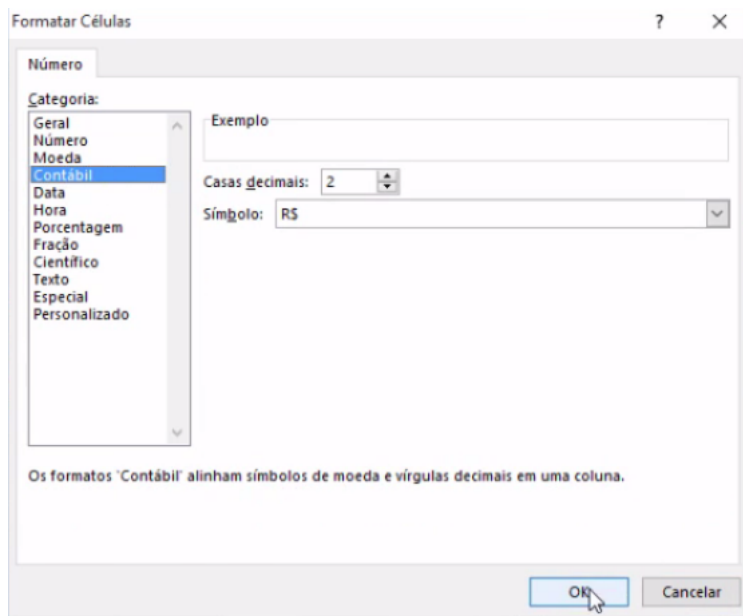 Formatar Células ? ×
Número
Categoria:
Geral
Número
Moeda
Contábil
Data
Hora
Porcentagem
Fração
Científico
Texto
Especial
Personalizado
Exemplo
Casas decimais: 2
Símbolo: R$
Os formatos 'Contábil' alinham símbolos de moeda e vírgulas decimais em uma coluna.
OK Cancelar